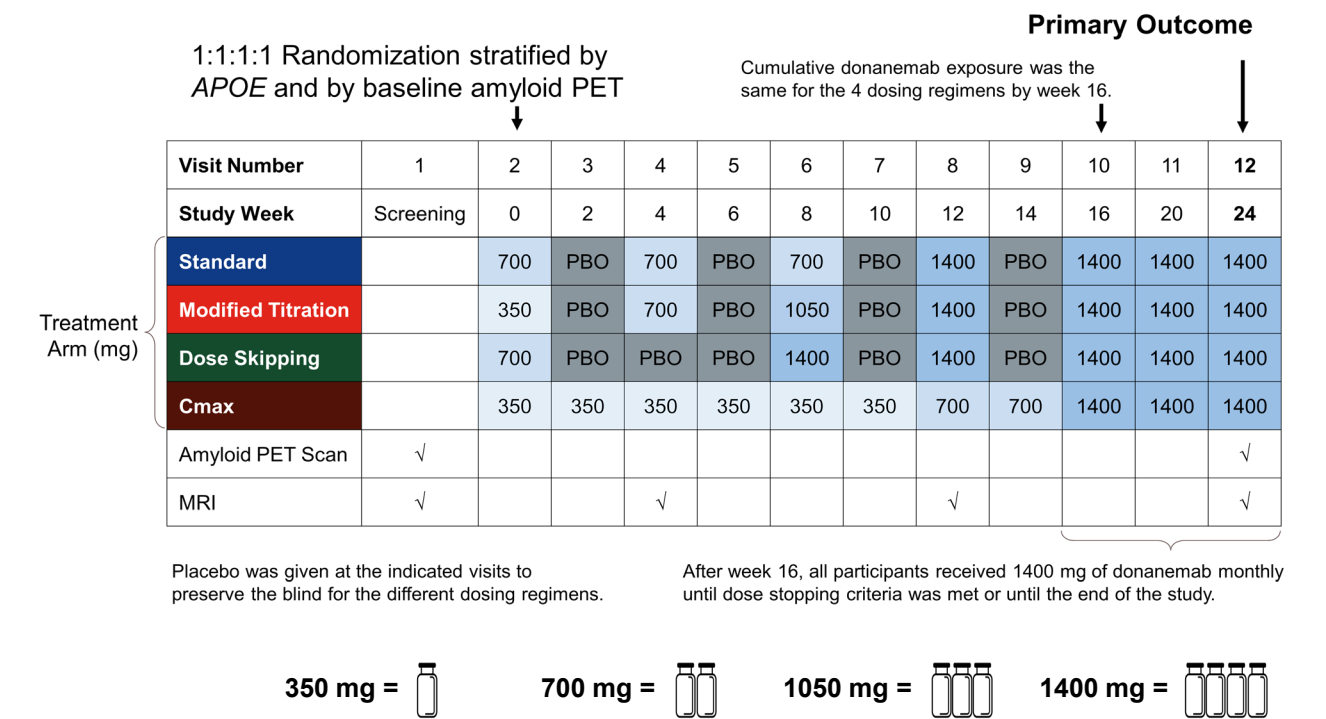 Primary Outcome
1:1:1:1 Randomization stratified by
APOE and by baseline amyloid PET
Cumulative donanemab exposure was the
same for the 4 dosing regimens by week 16.
Visit Number 1 2 3 4 5 6 7 8 9 10 11 12
Study Week Screening 0 2 4 6 8 10 12 14 16 20 24
Treatment
Arm (mg)
Standard 700 PBO 700 PBO 700 PBO 1400 PBO 1400 1400 1400
Modified Titration 350 PBO 700 PBO 1050 PBO 1400 PBO 1400 1400 1400
Dose Skipping 700 PBO PBO PBO 1400 PBO 1400 PBO 1400 1400 1400
Cmax 350 350 350 350 350 350 700 700 1400 1400 1400
Amyloid PET Scan √ √
MRI √ √ √ √
Placebo was given at the indicated visits to
preserve the blind for the different dosing regimens.
After week 16, all participants received 1400 mg of donanemab monthly
until dose stopping criteria was met or until the end of the study.
350 mg =
700 mg =
1050 mg =
1400 mg =